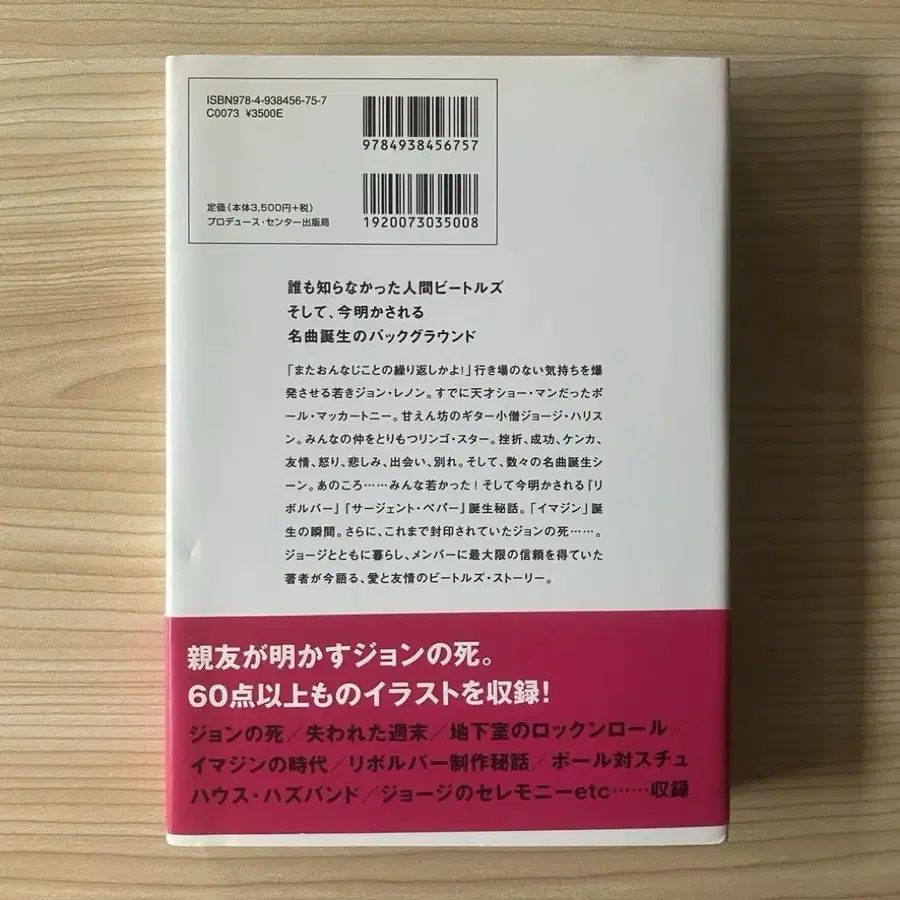 ISBN978-4-938456-75-7
C0073 ¥3500E
9784938456757
定価(本体3,500円+税)
プロデュース・センター出版局
1920073035008
誰も知らなかった人間ビートルズ
そして、今明かされる
名曲誕生のバックグラウンド
「またおんなじことの繰り返しかよ!」行き場のない気持ちを爆
発させる若きジョン・レノン。すでに天才ショー・マンだったポ
ール・マッカートニー。甘えん坊のギター小僧ジョージ・ハリス
ン。みんなの仲をとりもつリンゴ・スター。挫折、成功、ケンカ、
友情、怒り、悲しみ、出会い、別れ。そして、数々の名曲誕生シ
ーン。あのころ……みんな若かった!そして今明かされる『リ
ボルバー』『サージェント・ペパー』誕生秘話。「イマジン」誕
生の瞬間。さらに、これまで封印されていたジョンの死……。
ジョージとともに暮らし、メンバーに最大限の信頼を得ていた
著者が今語る、愛と友情のビートルズ・ストーリー。
親友が明かすジョンの死。
60点以上ものイラストを収録!
ジョンの死/失われた週末/地下室のロックンロール/
イマジンの時代/リボルバー制作秘話/ポール対スチュ
ハウス・ハズバンド/ジョージのセレモニーetc……収録